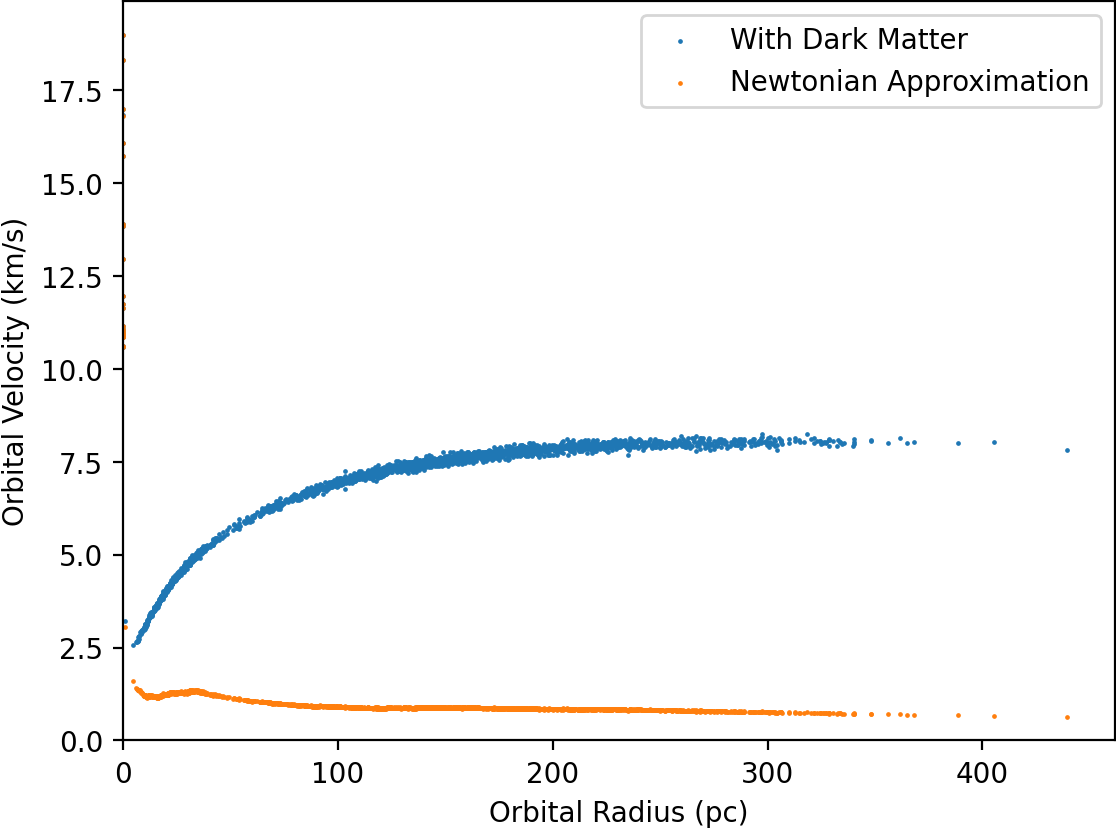 With Dark Matter
Newtonian Approximation
17.5
15.0
12.5
10.0
7.5
5.0
2.5
0.0
Orbital Velocity (km/s)
0 100 200 300 400
Orbital Radius (pc)